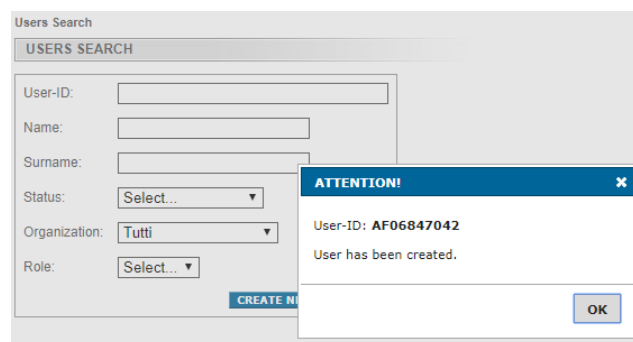 Users Search
USERS SEARCH
User-ID:
Name:
Surname:
Status: Select...
Organization: Tutti
Role: Select...
CREATE
ATTENTION!
User-ID: AF06847042
User has been created.
OK